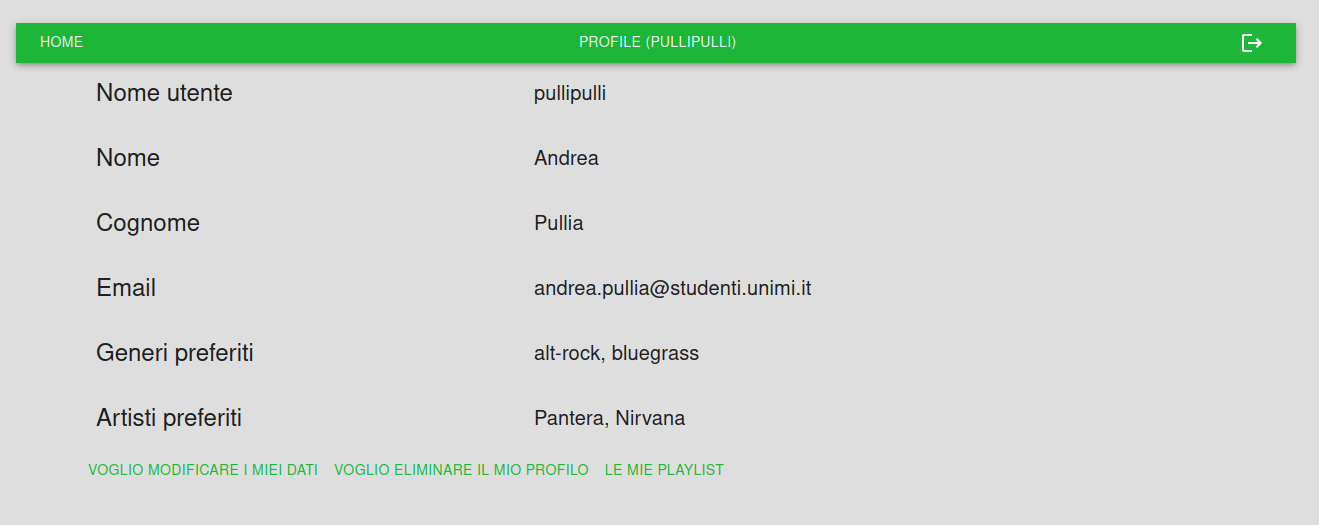 HOME PROFILE (PULLIPULLI)
Nome utente pullipulli
Nome Andrea
Cognome Pullia
Email andrea.pullia@studenti.unimi.it
Generi preferiti alt-rock, bluegrass
Artisti preferiti Pantera, Nirvana
VOGLIO MODIFICARE I MIEI DATI VOGLIO ELIMINARE IL MIO PROFILO LE MIE PLAYLIST